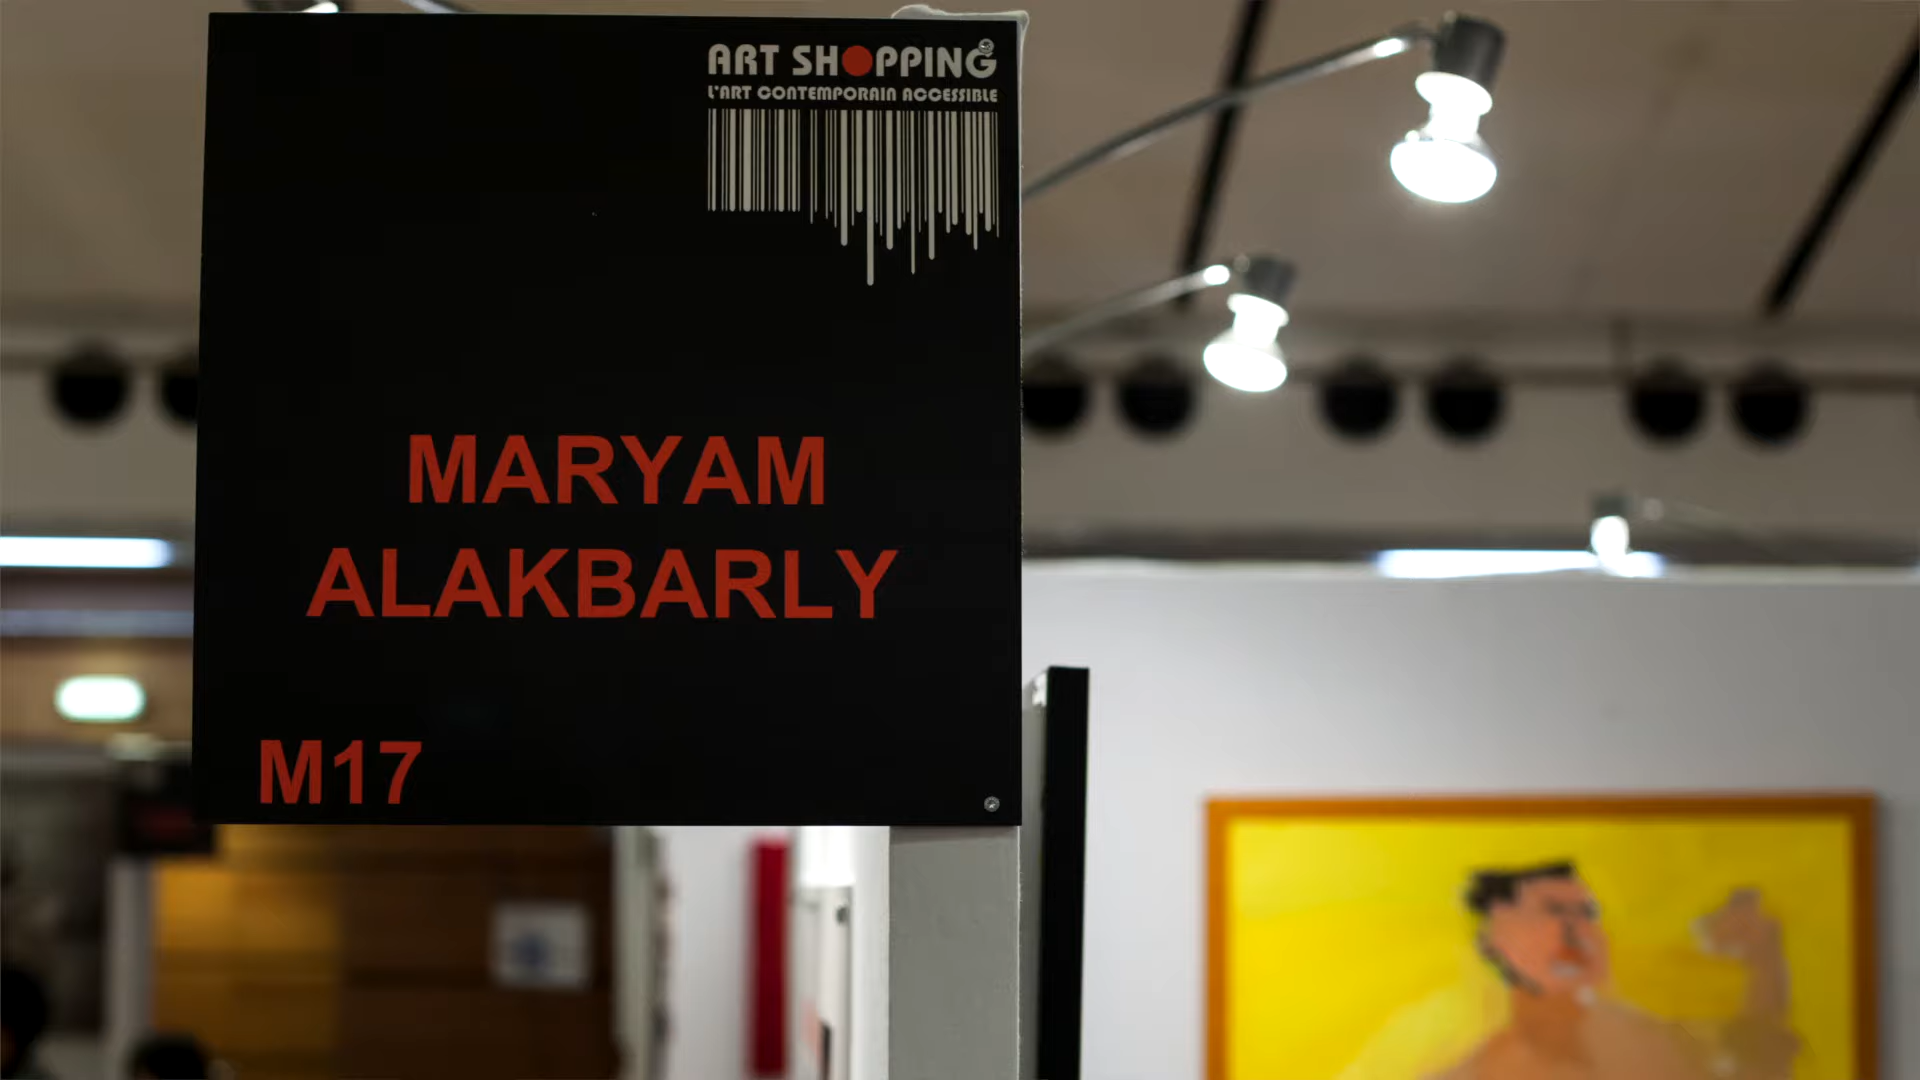 ART SHOPPING
L'ART CONTEMPORAIN ACCESSIBLE
MARYAM
ALAKBARLY
M17